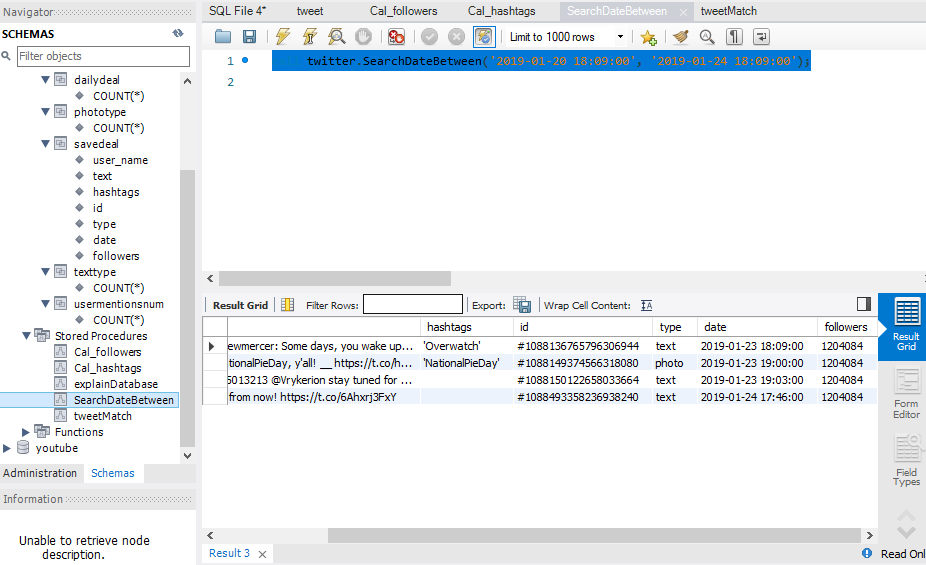 Navigator
SCHEMAS
Filter objects
dailydeal
COUNT(*)
phototype
COUNT(*)
savedeal
user_name
text
hashtags
id
type
date
followers
texttype
COUNT(*)
usermentionsnum
COUNT(*)
Stored Procedures
Cal_followers
Cal_hashtags
explainDatabase
SearchDateBetween
tweetMatch
Functions
youtube
Administration Schemas
Information
Unable to retrieve node
description.
SQL File 4* tweet Cal_followers Cal_hashtags SearchDateBetween tweetMatch
Limit to 1000 rows
1 twitter.SearchDateBetween('2019-01-20 18:09:00', '2019-01-24 18:09:00');
2
Result Grid Filter Rows: Export: Wrap Cell Content: IA
hashtags id type date followers
ewmercer: Some days, you wake up... 'Overwatch' #1088136765796306944 text 2019-01-23 18:09:00 1204084
tionalPieDay, y'all! __ https://t.co/h... 'NationalPieDay' #1088149374566318080 photo 2019-01-23 19:00:00 1204084
5013213 @Vrykerion stay tuned for ... #1088150122658033664 text 2019-01-23 19:03:00 1204084
from now! https://t.co/6Ahxrj3FxY #1088493358236938240 text 2019-01-24 17:46:00 1204084
Result
Grid
Form
Editor
Field
Types
Result 3
Read Onl